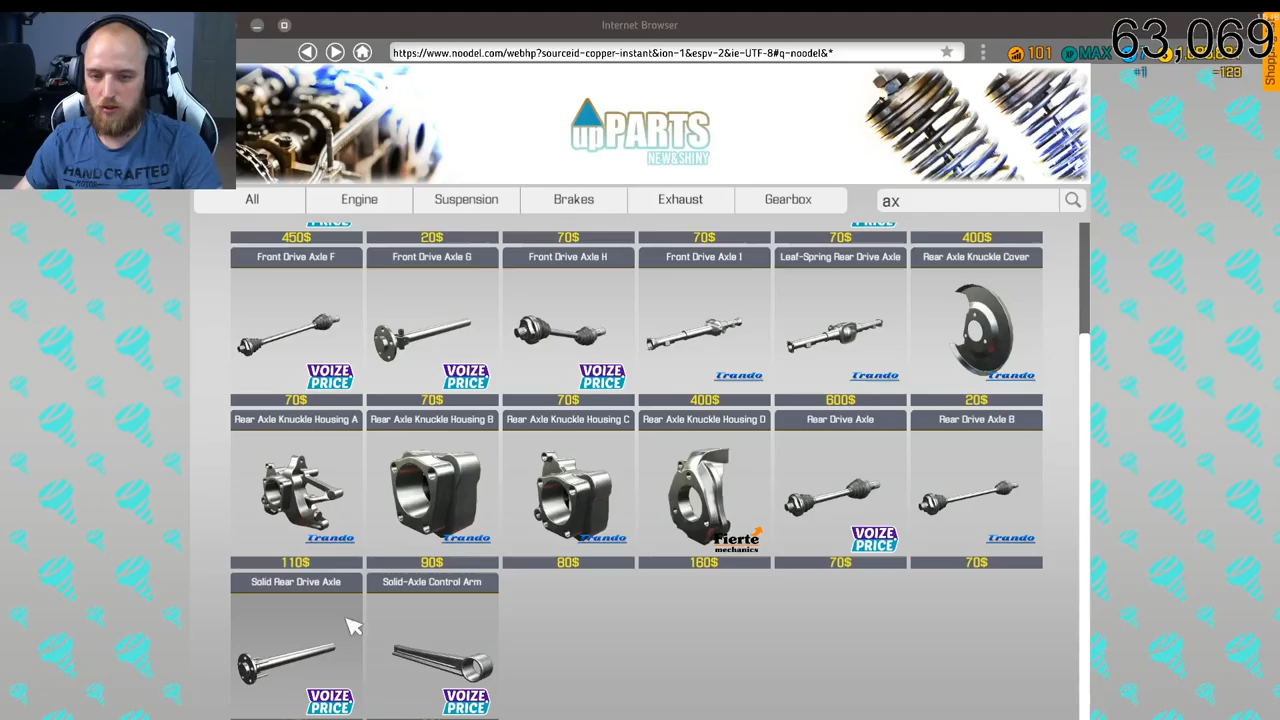 Internet Browser
63,069
https://www.noodel.com/webhp?sourceid-copper-instant&ion-1&espv-2&ie-UTF-8#q-noodel&*
101
MAX
+1
-123
HANDCRAFTED
upPARTS
NEW&SHINY
All Engine Suspension Brakes Exhaust Gearbox
ax
PRICE PRICE
450$ 20$ 70$ 70$ 70$ 400$
Front Drive Axle F Front Drive Axle G Front Drive Axle H Front Drive Axle I Leaf-Spring Rear Drive Axle Rear Axle Knuckle Cover
VOIZE PRICE VOIZE PRICE VOIZE PRICE Trando Trando Trando
70$ 70$ 70$ 400$ 600$ 20$
Rear Axle Knuckle Housing A Rear Axle Knuckle Housing B Rear Axle Knuckle Housing C Rear Axle Knuckle Housing D Rear Drive Axle Rear Drive Axle B
Trando Trando Trando Fierte mechanics VOIZE PRICE Trando
110$ 90$ 80$ 160$ 70$ 70$
Solid Rear Drive Axle Solid-Axle Control Arm
VOIZE PRICE VOIZE PRICE